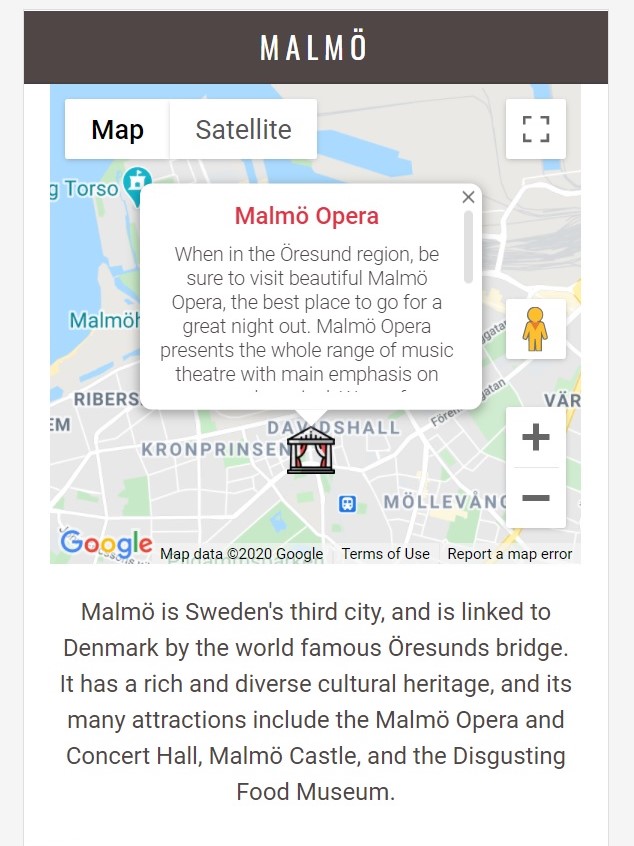 MALMÖ
Map
Satellite
g Torso
Malmö Opera
When in the Öresund region, be
sure to visit beautiful Malmö
Opera, the best place to go for a
great night out. Malmö Opera
presents the whole range of music
theatre with main emphasis on
Malmöh
RIBERS
EM
VÄR
Förenin
gatan
DAV DSHALL
KRONPRINSEN
MÖLLEVÅNG
Google
Map data ©2020 Google
Terms of Use
Report a map error
Malmö is Sweden's third city, and is linked to
Denmark by the world famous Öresunds bridge.
It has a rich and diverse cultural heritage, and its
many attractions include the Malmö Opera and
Concert Hall, Malmö Castle, and the Disgusting
Food Museum.